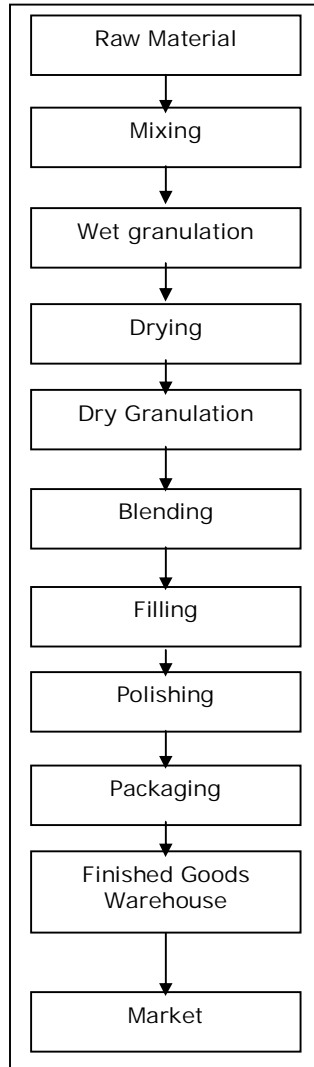 Raw Material
Mixing
Wet granulation
Drying
Dry Granulation
Blending
Filling
Polishing
Packaging
Finished Goods
Warehouse
Market